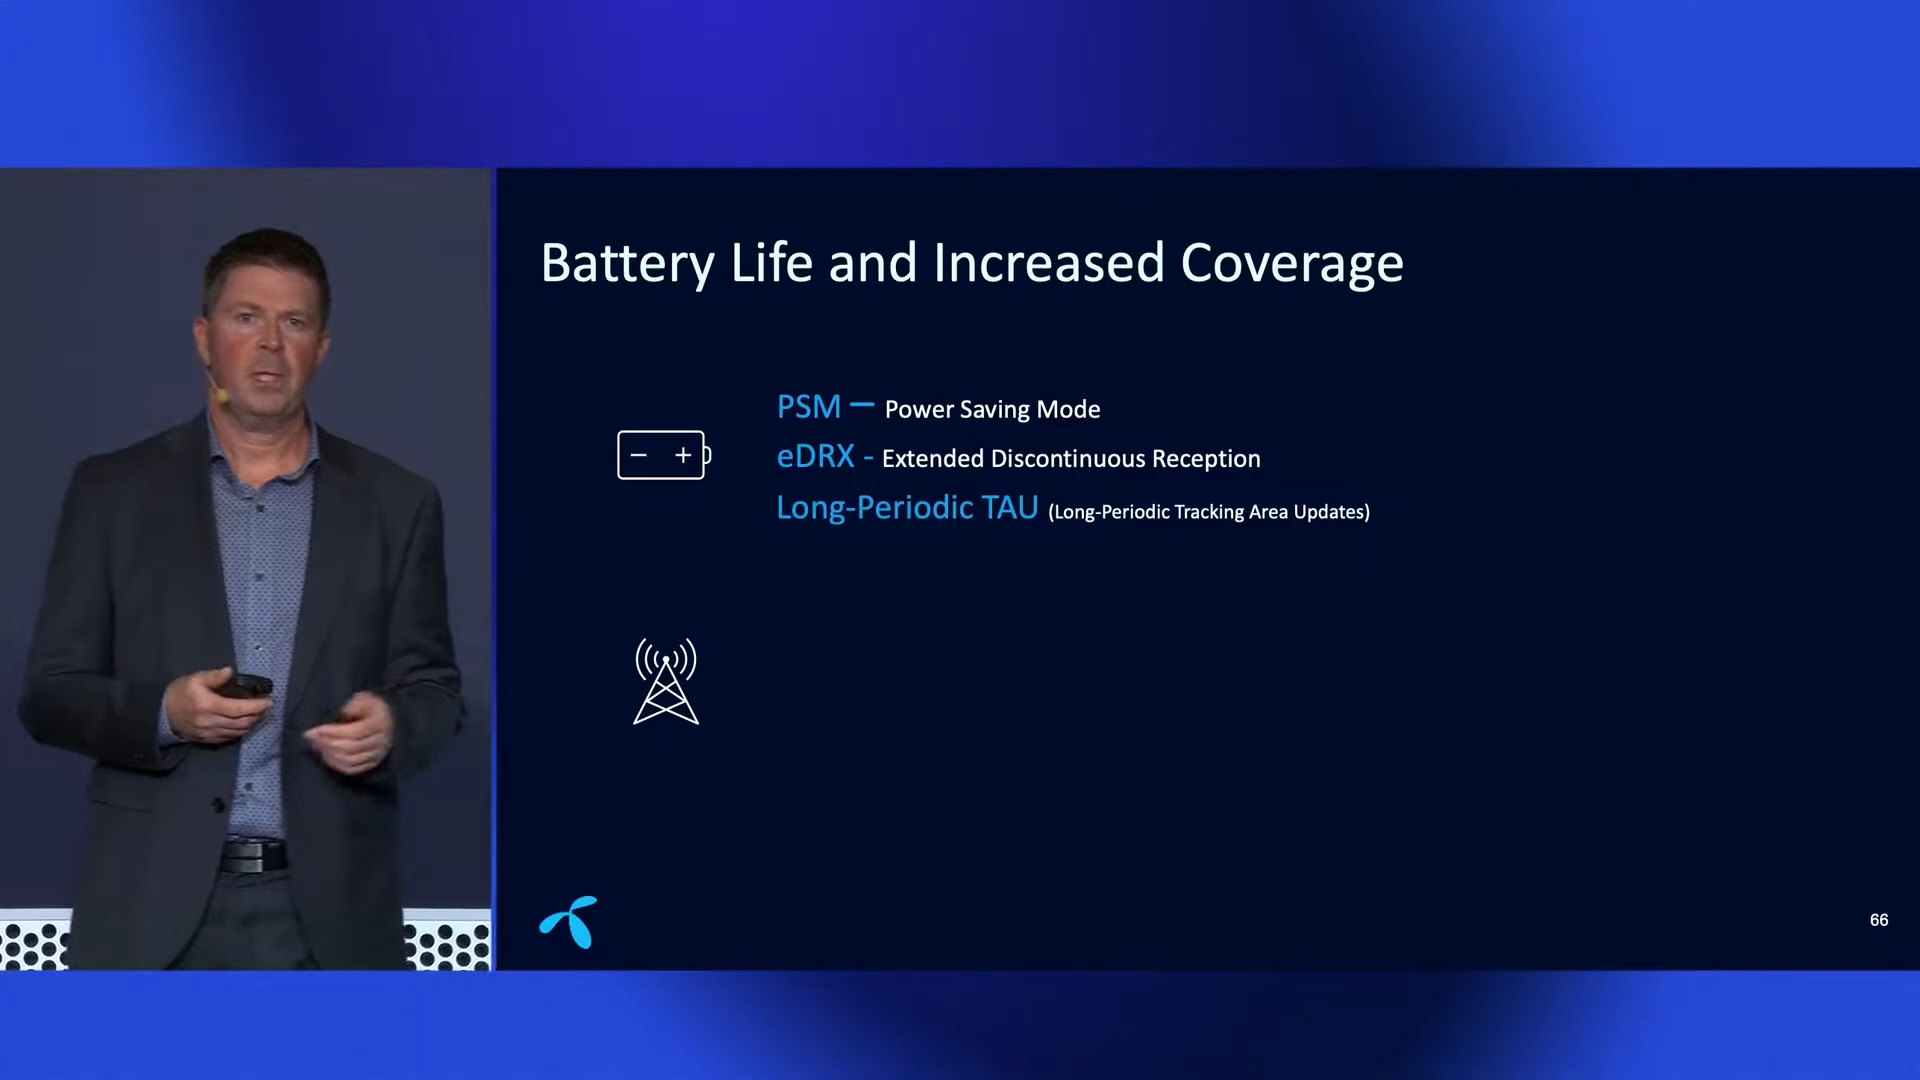 Battery Life and Increased Coverage
PSM – Power Saving Mode
eDRX - Extended Discontinuous Reception
Long-Periodic TAU (Long-Periodic Tracking Area Updates)
66